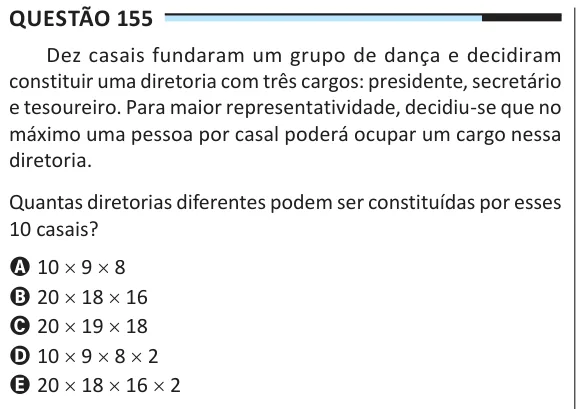 QUESTÃO 155
Dez casais fundaram um grupo de dança e decidiram
constituir uma diretoria com três cargos: presidente, secretário
e tesoureiro. Para maior representatividade, decidiu-se que no
máximo uma pessoa por casal poderá ocupar um cargo nessa
diretoria.
Quantas diretorias diferentes podem ser constituídas por esses
10 casais?
A 10 × 9 × 8
B 20 × 18 × 16
C 20 × 19 × 18
D 10 × 9 × 8 × 2
E 20 × 18 × 16 × 2